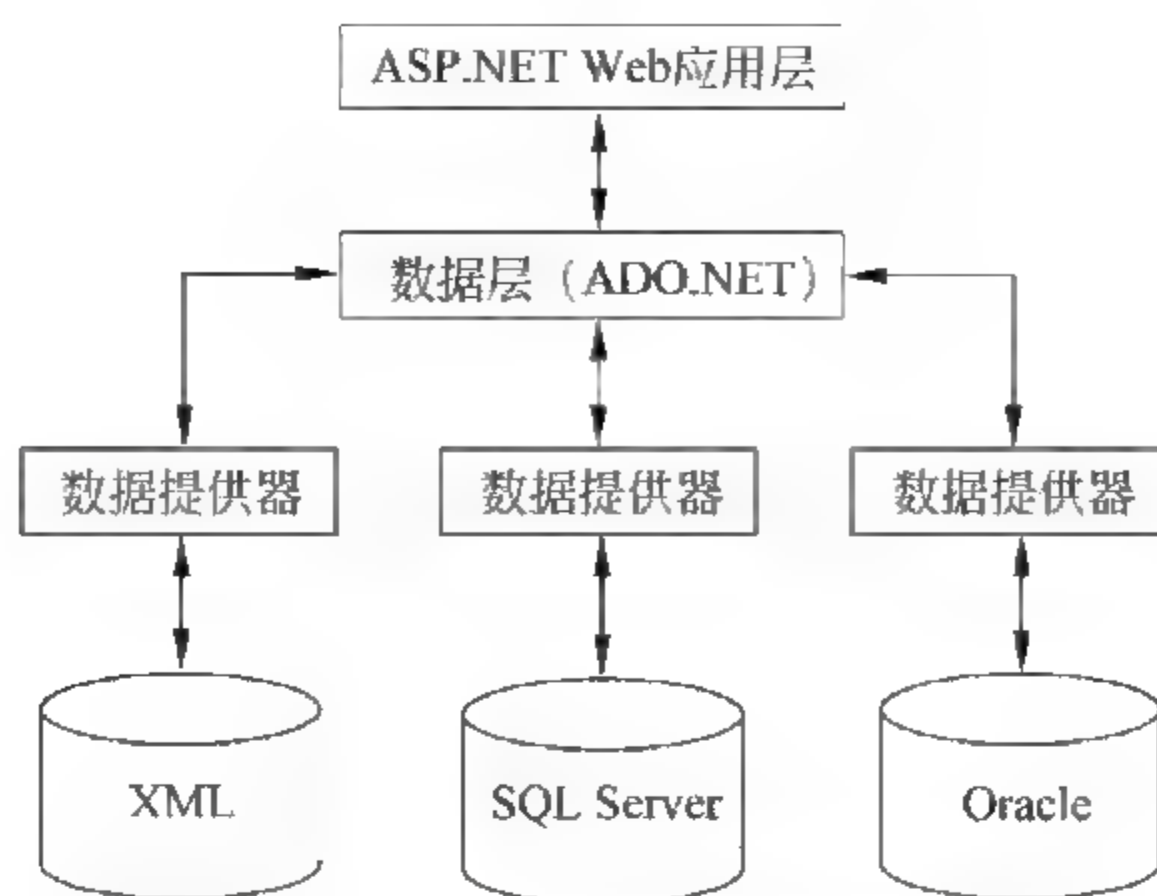 ASP.NET Web应用层
数据层（ADO.NET）
数据提供器
数据提供器
数据提供器
XML
SQL Server
Oracle